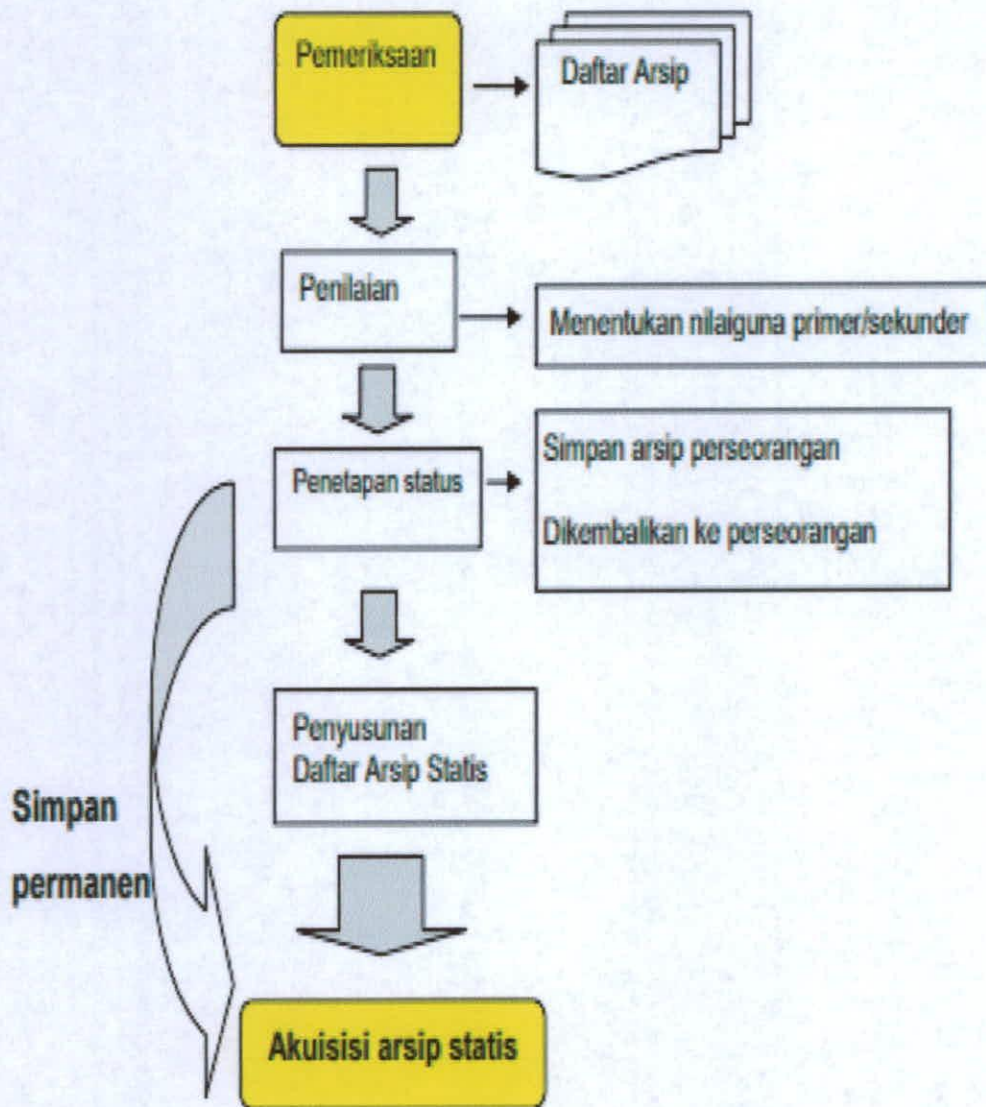 Pemeriksaan
Daftar Arsip
Penilaian
Menentukan nilaiguna primer/sekunder
Penetapan status
Simpan arsip perseorangan
Dikembalikan ke perseorangan
Penyusunan
Daftar Arsip Statis
Simpan
permanen
Akuisisi arsip statis